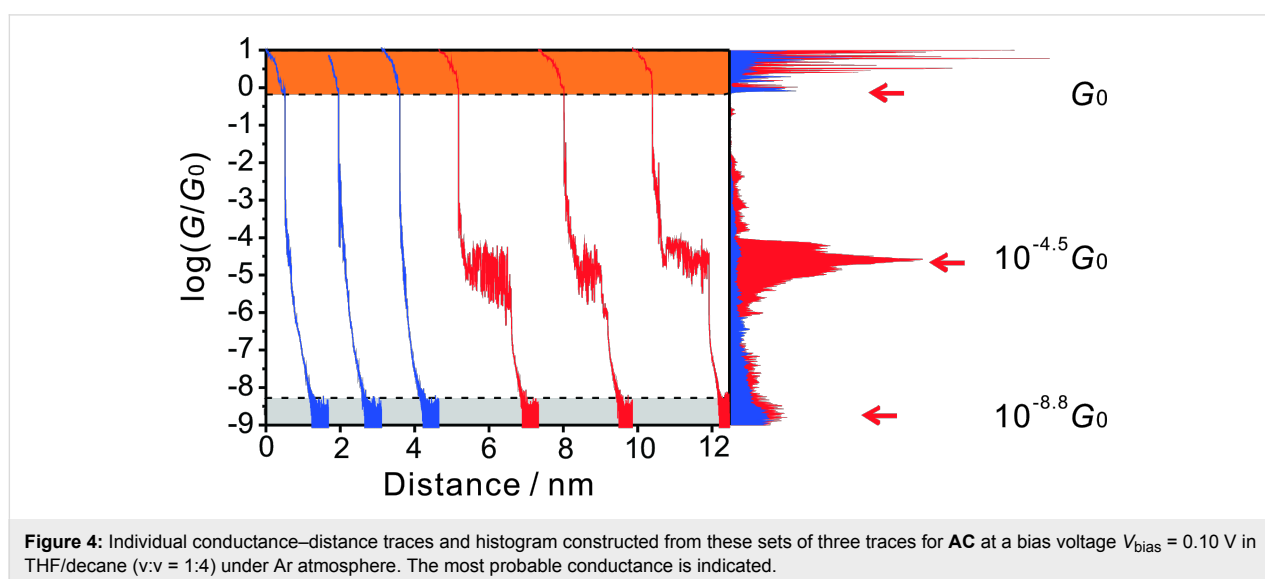 1
0
-1
-2
-3
-4
-5
-6
-7
-8
-9
log(G/G0)
0 2 4 6 8 10 12
Distance / nm
G0
10-4.5G0
10-8.8G0
Figure 4: Individual conductance–distance traces and histogram constructed from these sets of three traces for AC at a bias voltage Vbias = 0.10 V in
THF/decane (v:v = 1:4) under Ar atmosphere. The most probable conductance is indicated.